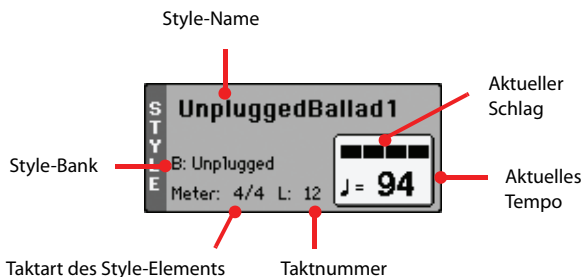 Style-Name
Aktueller
Schlag
STYLE
UnpluggedBallad1
Style-Bank
B: Unplugged
Meter: 4/4 L: 12
♩= 94
Aktuelles
Tempo
Taktart des Style-Elements
Taktnummer